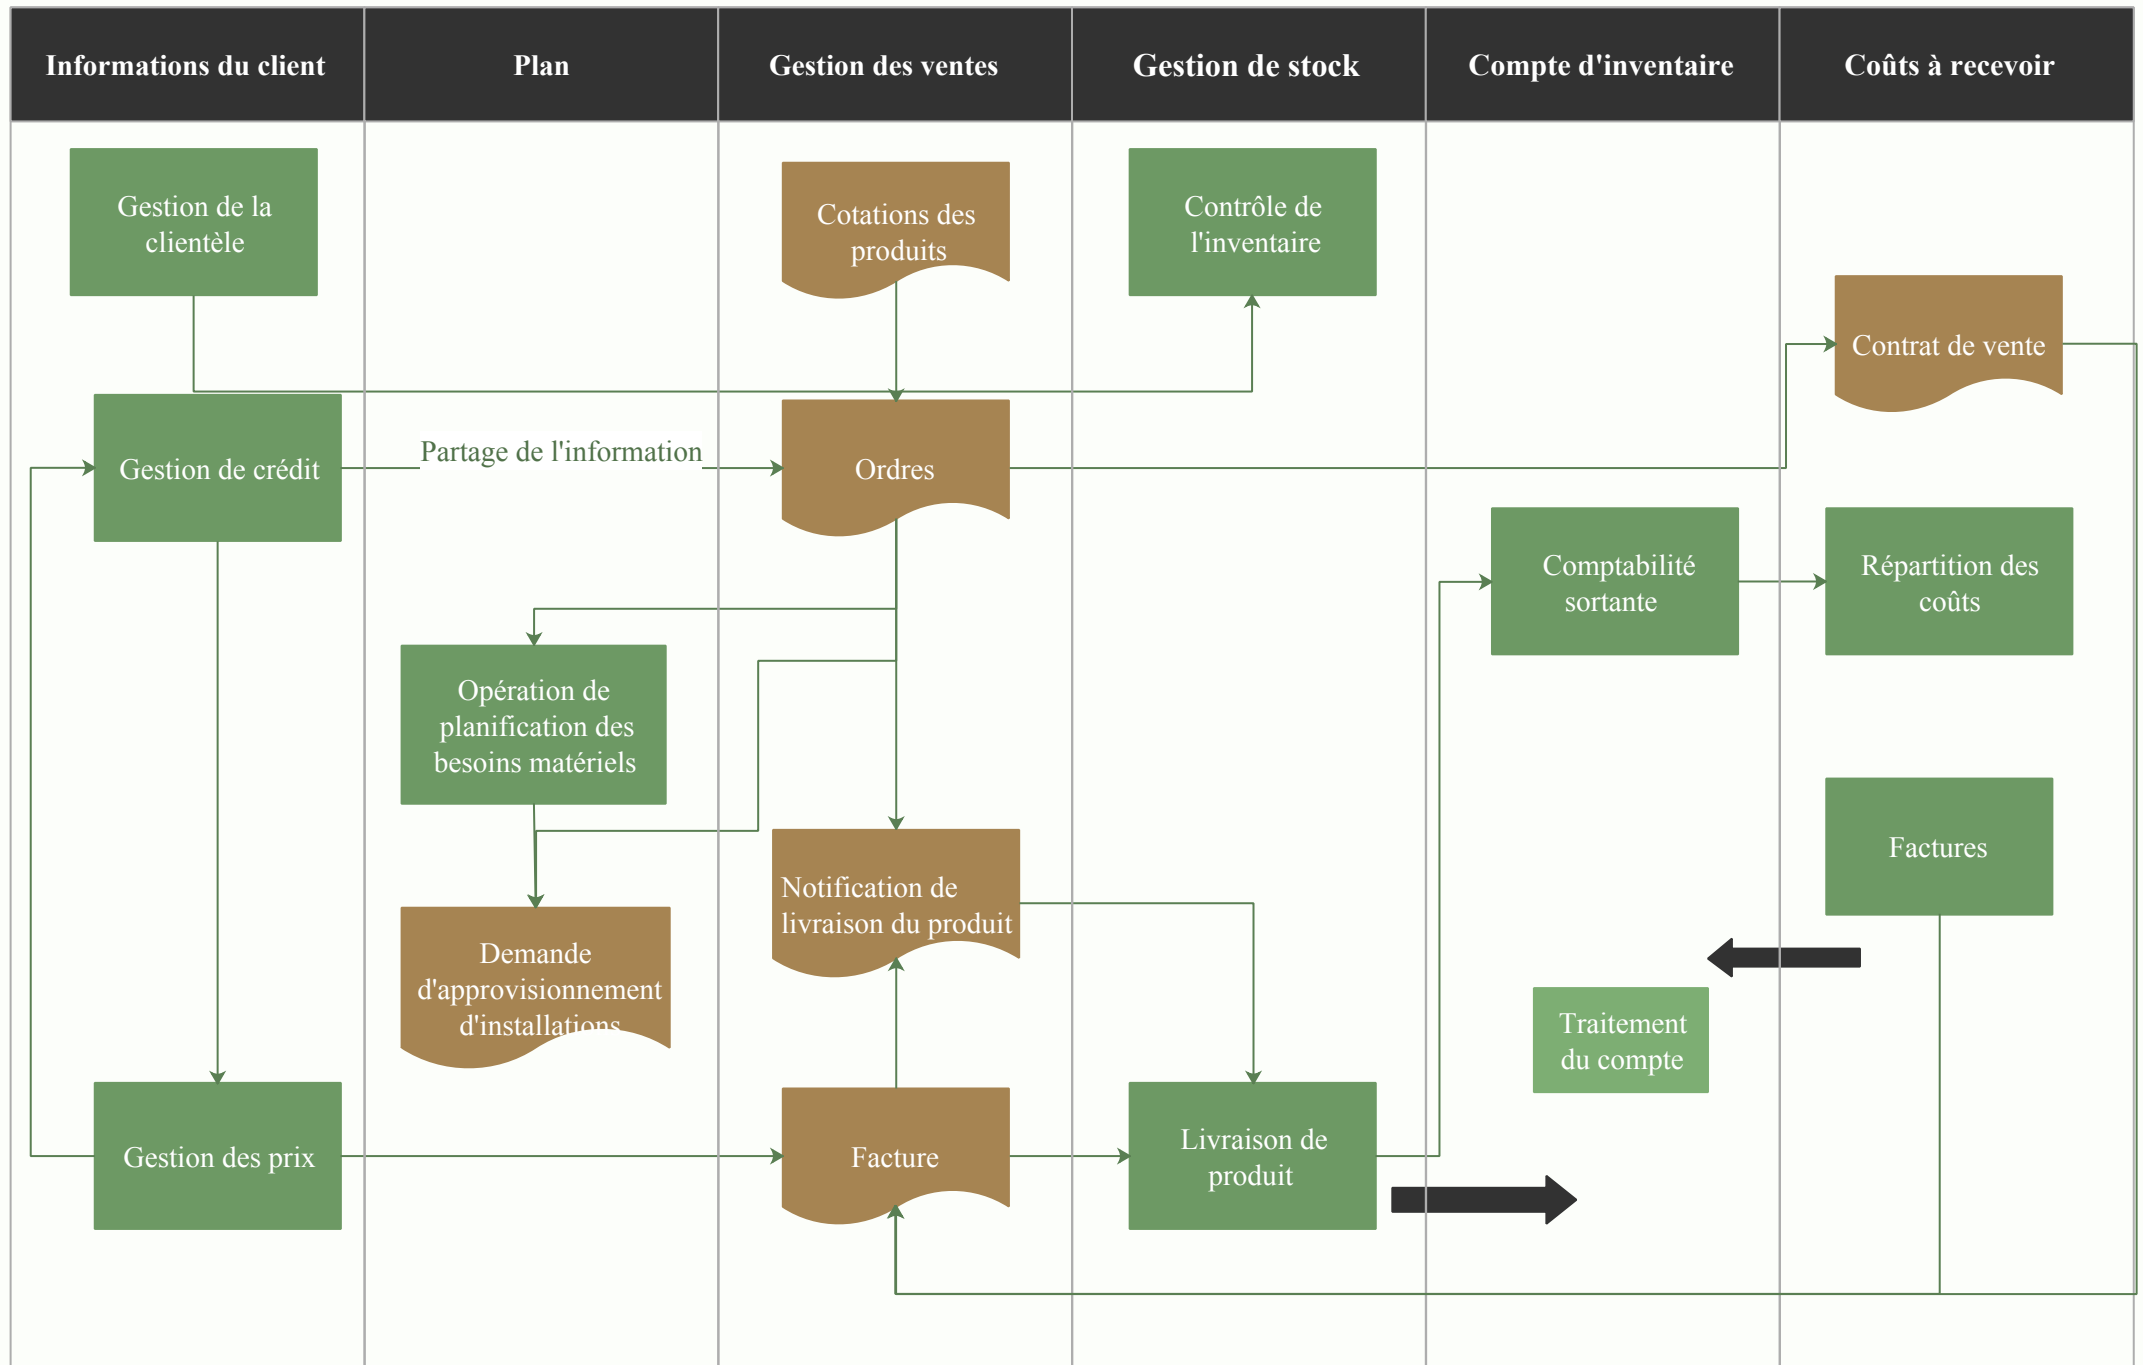 Informations du client
Plan
Gestion des ventes
Gestion de stock
Compte d'inventaire
Coûts à recevoir
Gestion de la
clientèle
Cotations des
produits
Contrôle de
l'inventaire
Contrat de vente
Gestion de crédit
Partage de l'information
Ordres
Comptabilité
sortante
Répartition des
coûts
Opération de
planification des
besoins matériels
Notification de
livraison du produit
Factures
Demande
d'approvisionnement
d'installations
Traitement
du compte
Gestion des prix
Facture
Livraison de
produit